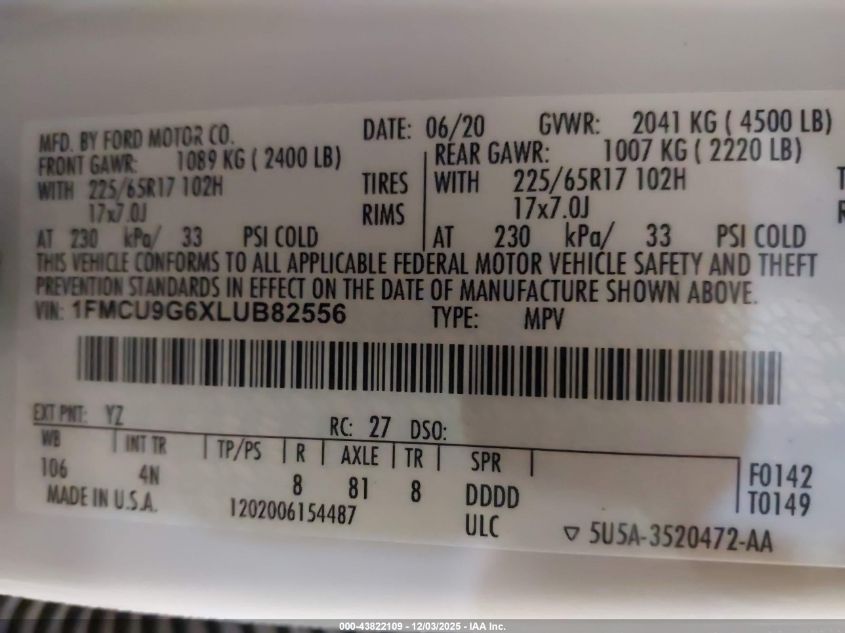 MFD. BY FORD MOTOR CO. DATE: 06/20 GVWR: 2041 KG ( 4500 LB)
FRONT GAWR: 1089 KG ( 2400 LB) REAR GAWR: 1007 KG ( 2220 LB)
WITH 225/65R17 102H TIRES WITH 225/65R17 102H
17x7.0J RIMS 17x7.0J
AT 230 kPa/ 33 PSI COLD AT 230 kPa/ 33 PSI COLD
THIS VEHICLE CONFORMS TO ALL APPLICABLE FEDERAL MOTOR VEHICLE SAFETY AND THEFT
PREVENTION STANDARDS IN EFFECT ON THE DATE OF MANUFACTURE SHOWN ABOVE.
VIN: 1FMCU9G6XLUB82556 TYPE: MPV
EXT PNT: YZ RC: 27 DSO:
WB INT TR TP/PS R AXLE TR SPR
106 4N 8 81 8 DDDD
F0142
T0149
MADE IN U.S.A. 1202006154487 ULC ▽ 5U5A-3520472-AA
000-43822109 - 12/03/2025 - IAA Inc.